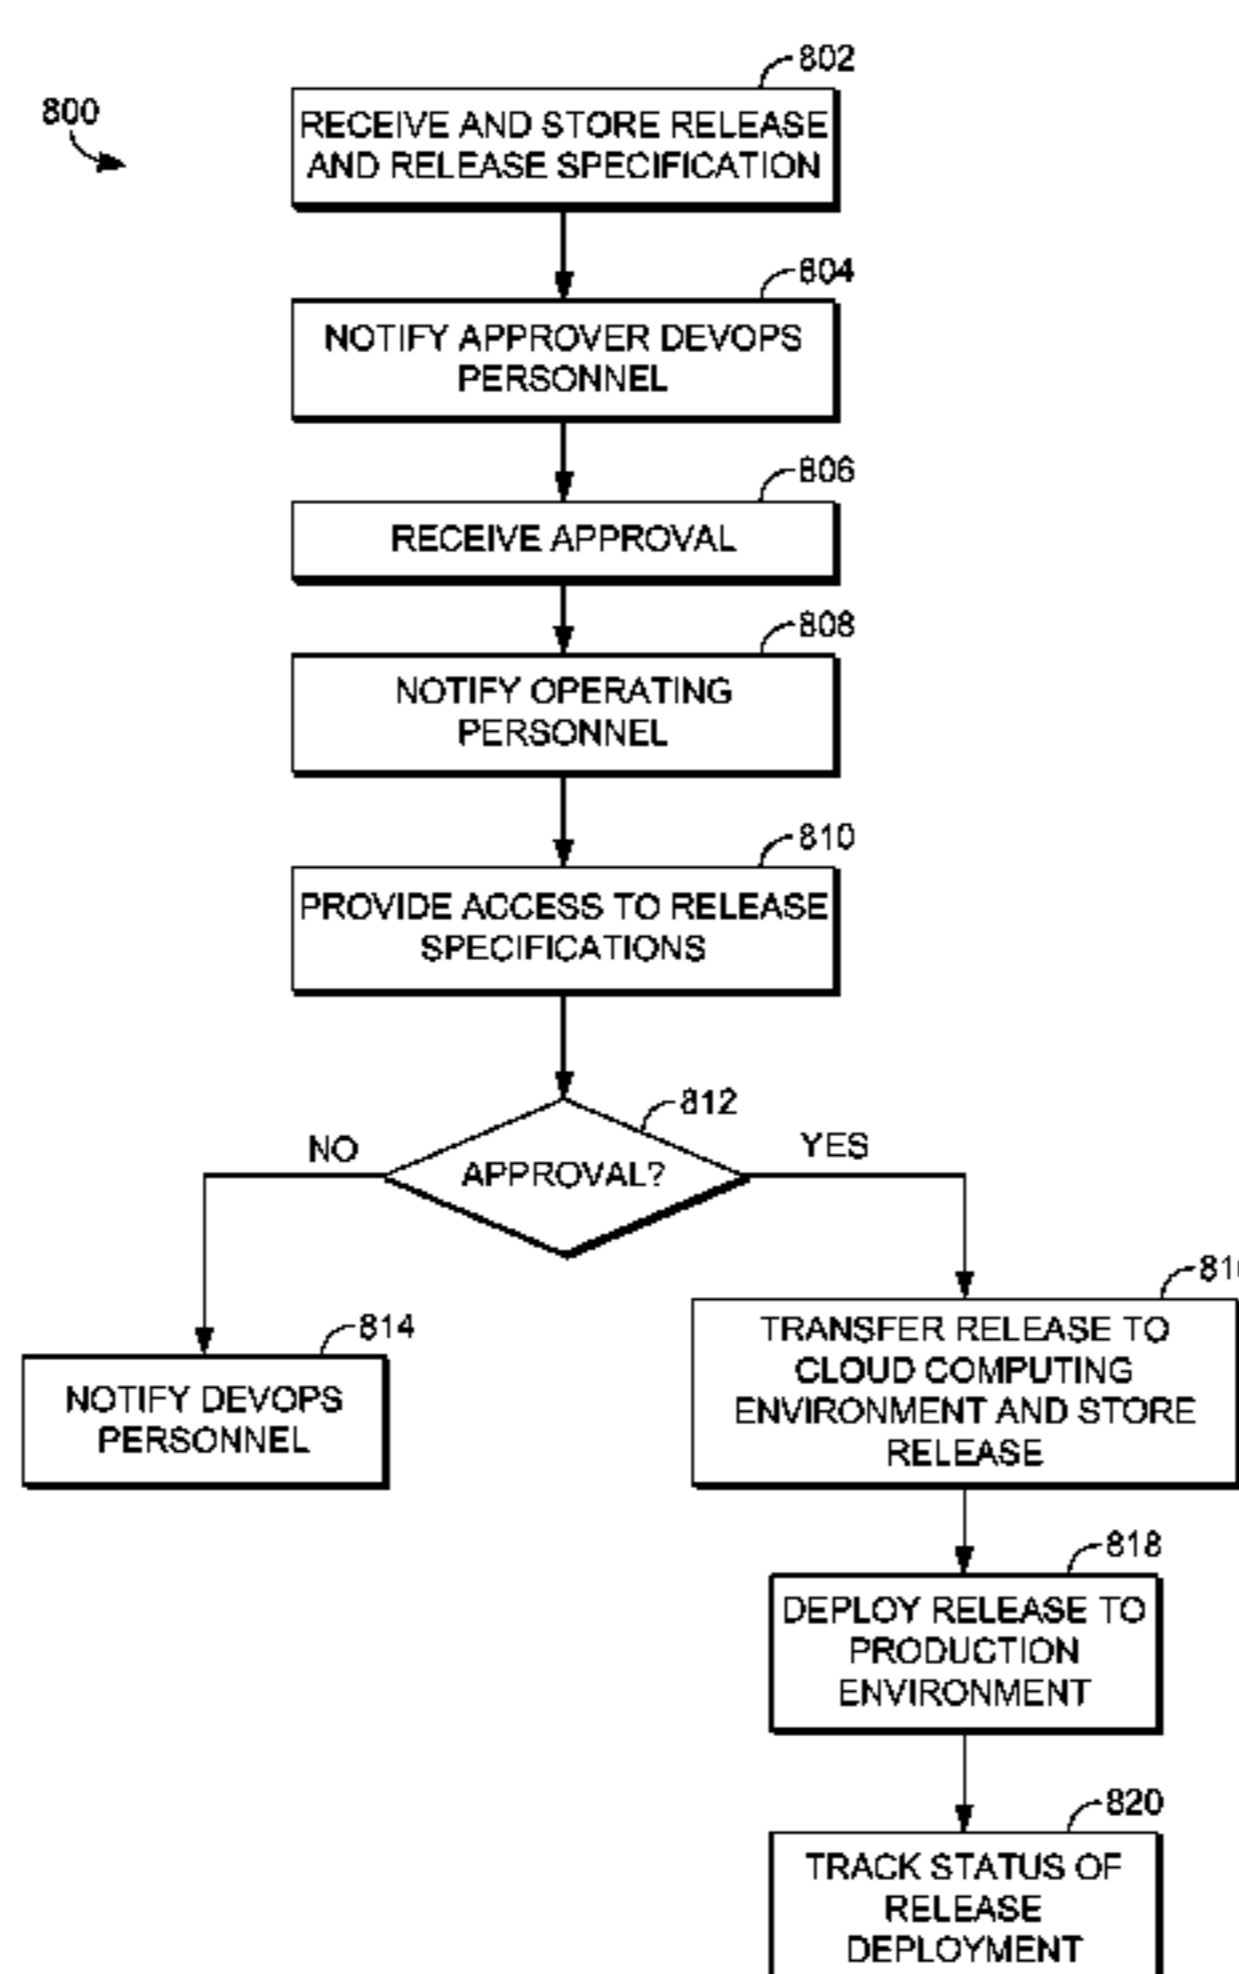 800
802
RECEIVE AND STORE RELEASE
AND RELEASE SPECIFICATION
804
NOTIFY APPROVER DEVOPS
PERSONNEL
806
RECEIVE APPROVAL
808
NOTIFY OPERATING
PERSONNEL
810
PROVIDE ACCESS TO RELEASE
SPECIFICATIONS
812
NO
APPROVAL?
YES
814
NOTIFY DEVOPS
PERSONNEL
TRANSFER RELEASE TO
CLOUD COMPUTING
ENVIRONMENT AND STORE
RELEASE
818
DEPLOY RELEASE TO
PRODUCTION
ENVIRONMENT
820
TRACK STATUS OF
RELEASE
DEPLOYMENT